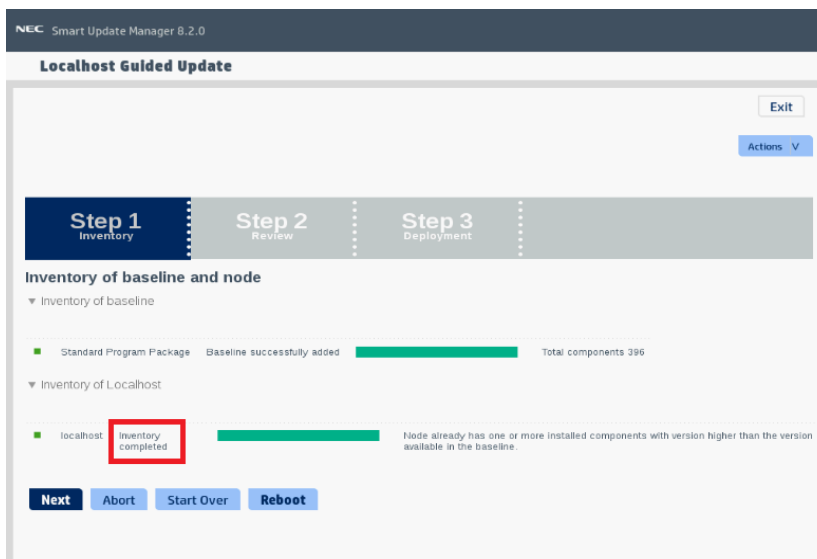 NEC Smart Update Manager 8.2.0
Localhost Guided Update
Exit
Actions V
Step 1
Inventory
Step 2
Review
Step 3
Deployment
Inventory of baseline and node
Inventory of baseline
Standard Program Package Baseline successfully added Total components 396
Inventory of Localhost
localhost Inventory completed Node already has one or more installed components with version higher than the version
available in the baseline.
Next Abort Start Over Reboot